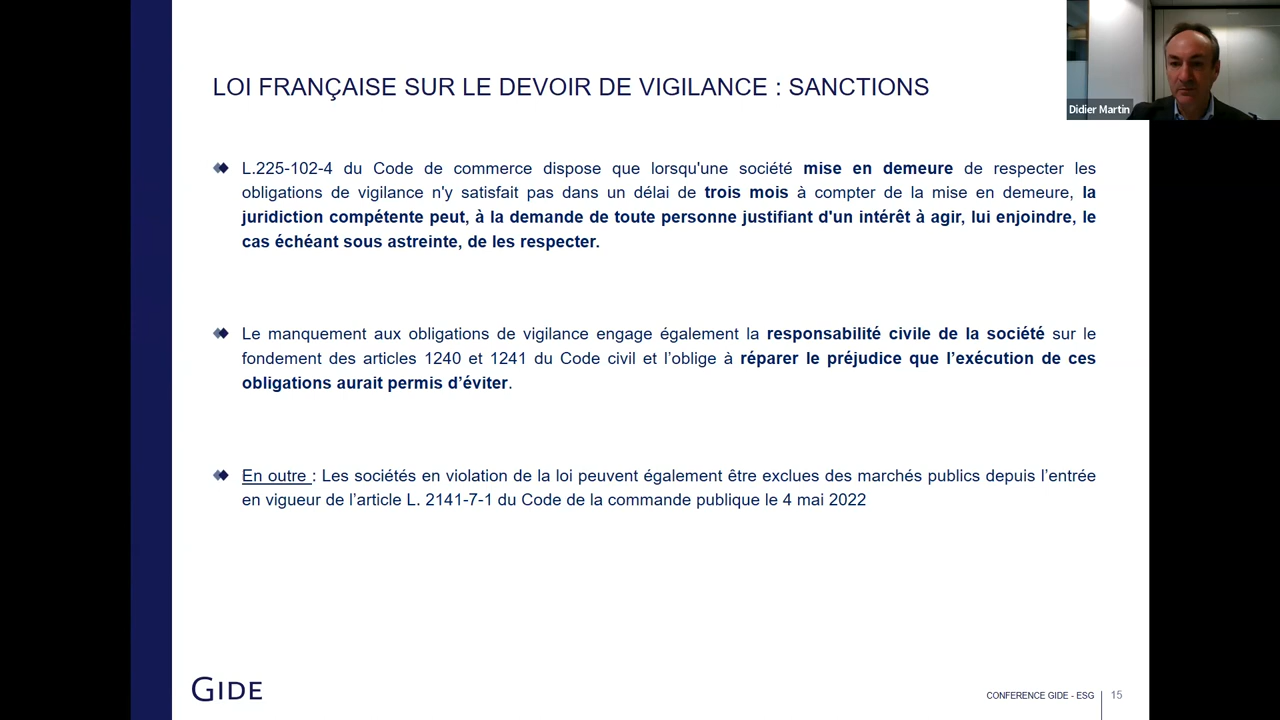 LOI FRANÇAISE SUR LE DEVOIR DE VIGILANCE : SANCTIONS
Didier Martin
L.225-102-4 du Code de commerce dispose que lorsqu'une société mise en demeure de respecter les
obligations de vigilance n'y satisfait pas dans un délai de trois mois à compter de la mise en demeure, la
juridiction compétente peut, à la demande de toute personne justifiant d'un intérêt à agir, lui enjoindre, le
cas échéant sous astreinte, de les respecter.
Le manquement aux obligations de vigilance engage également la responsabilité civile de la société sur le
fondement des articles 1240 et 1241 du Code civil et l’oblige à réparer le préjudice que l’exécution de ces
obligations aurait permis d’éviter.
En outre : Les sociétés en violation de la loi peuvent également être exclues des marchés publics depuis l’entrée
en vigueur de l’article L. 2141-7-1 du Code de la commande publique le 4 mai 2022
GIDE
CONFERENCE GIDE - ESG 15